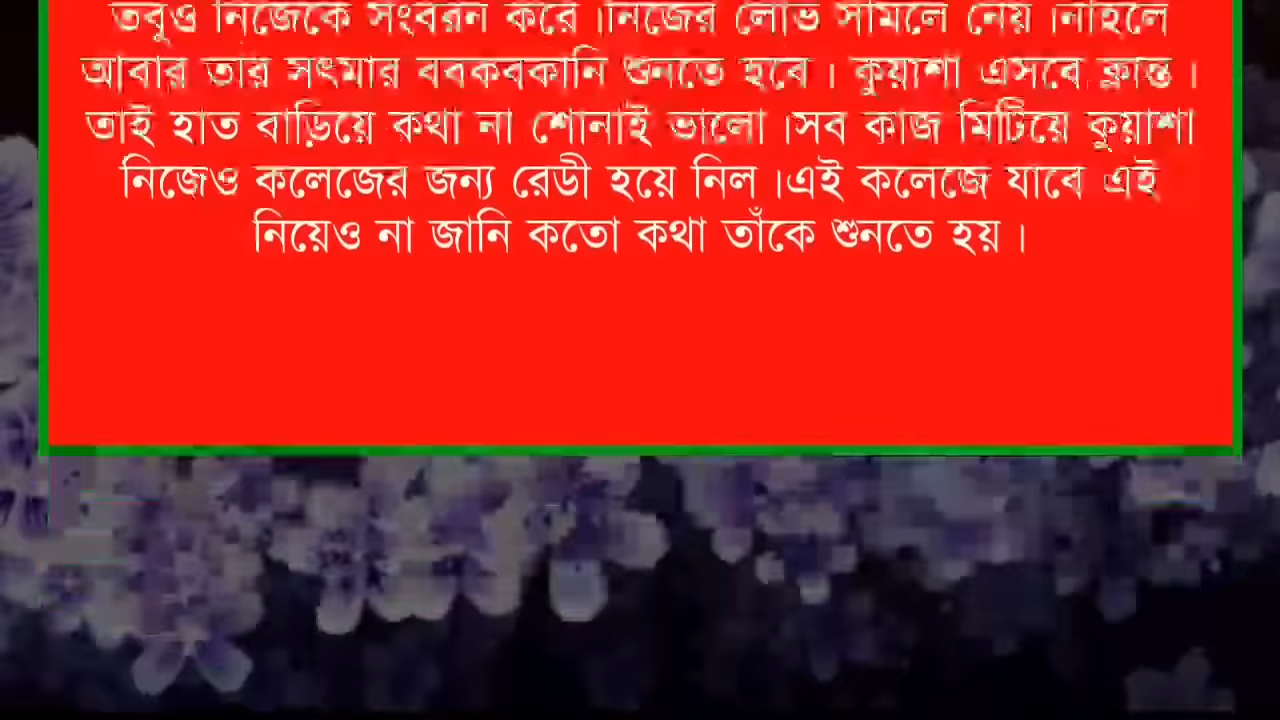 তবুও নিজেকে সংবরন করে।নিজের লোভ সামলে নেয়।নাহলে
আবার তার সৎমার ববকবকানি শুনতে হবে। কুয়াশা এসবে ক্লান্ত।
তাই হাত বাড়িয়ে কথা না শোনাই ভালো।সব কাজ মিটিয়ে কুয়াশা
নিজেও কলেজের জন্য রেডী হয়ে নিল।এই কলেজে যাবে এই
নিয়েও না জানি কতো কথা তাঁকে শুনতে হয়।